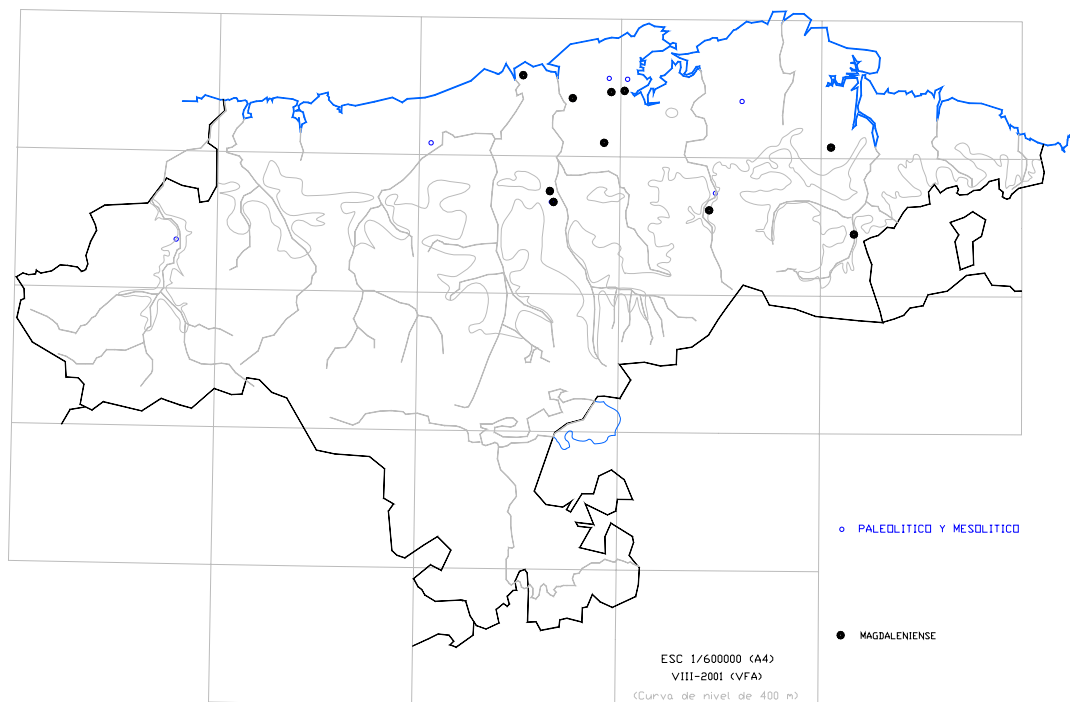 PALEOLITICO Y MESOLITICO
MAGDALENIENSE
ESC 1/600000 (A4)
VIII-2001 (VFA)
(Curva de nivel de 400 m)